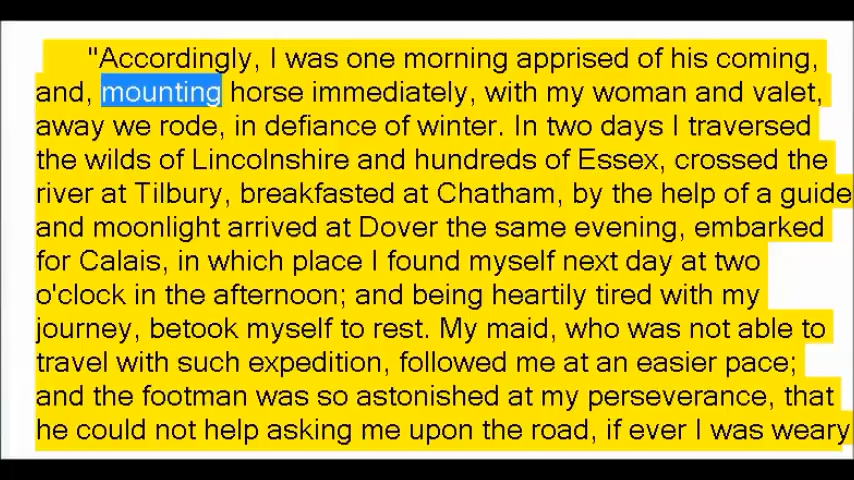 "Accordingly, I was one morning apprised of his coming,
and, mounting horse immediately, with my woman and valet,
away we rode, in defiance of winter. In two days I traversed
the wilds of Lincolnshire and hundreds of Essex, crossed the
river at Tilbury, breakfasted at Chatham, by the help of a guide
and moonlight arrived at Dover the same evening, embarked
for Calais, in which place I found myself next day at two
o'clock in the afternoon; and being heartily tired with my
journey, betook myself to rest. My maid, who was not able to
travel with such expedition, followed me at an easier pace;
and the footman was so astonished at my perseverance, that
he could not help asking me upon the road, if ever I was weary